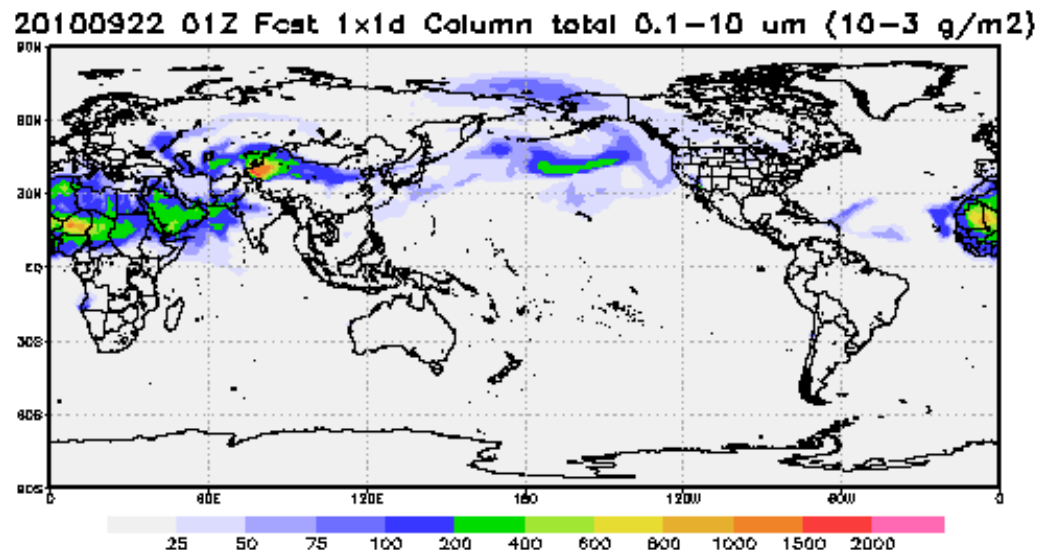 20100922 01Z Fcst 1x1d Column total 0.1-10 um (10-3 g/m2)
90N
60N
30N
EQ
30S
60S
90S
0 60E 120E 180 120W 60W 0
25 50 75 100 200 400 600 800 1000 1500 2000